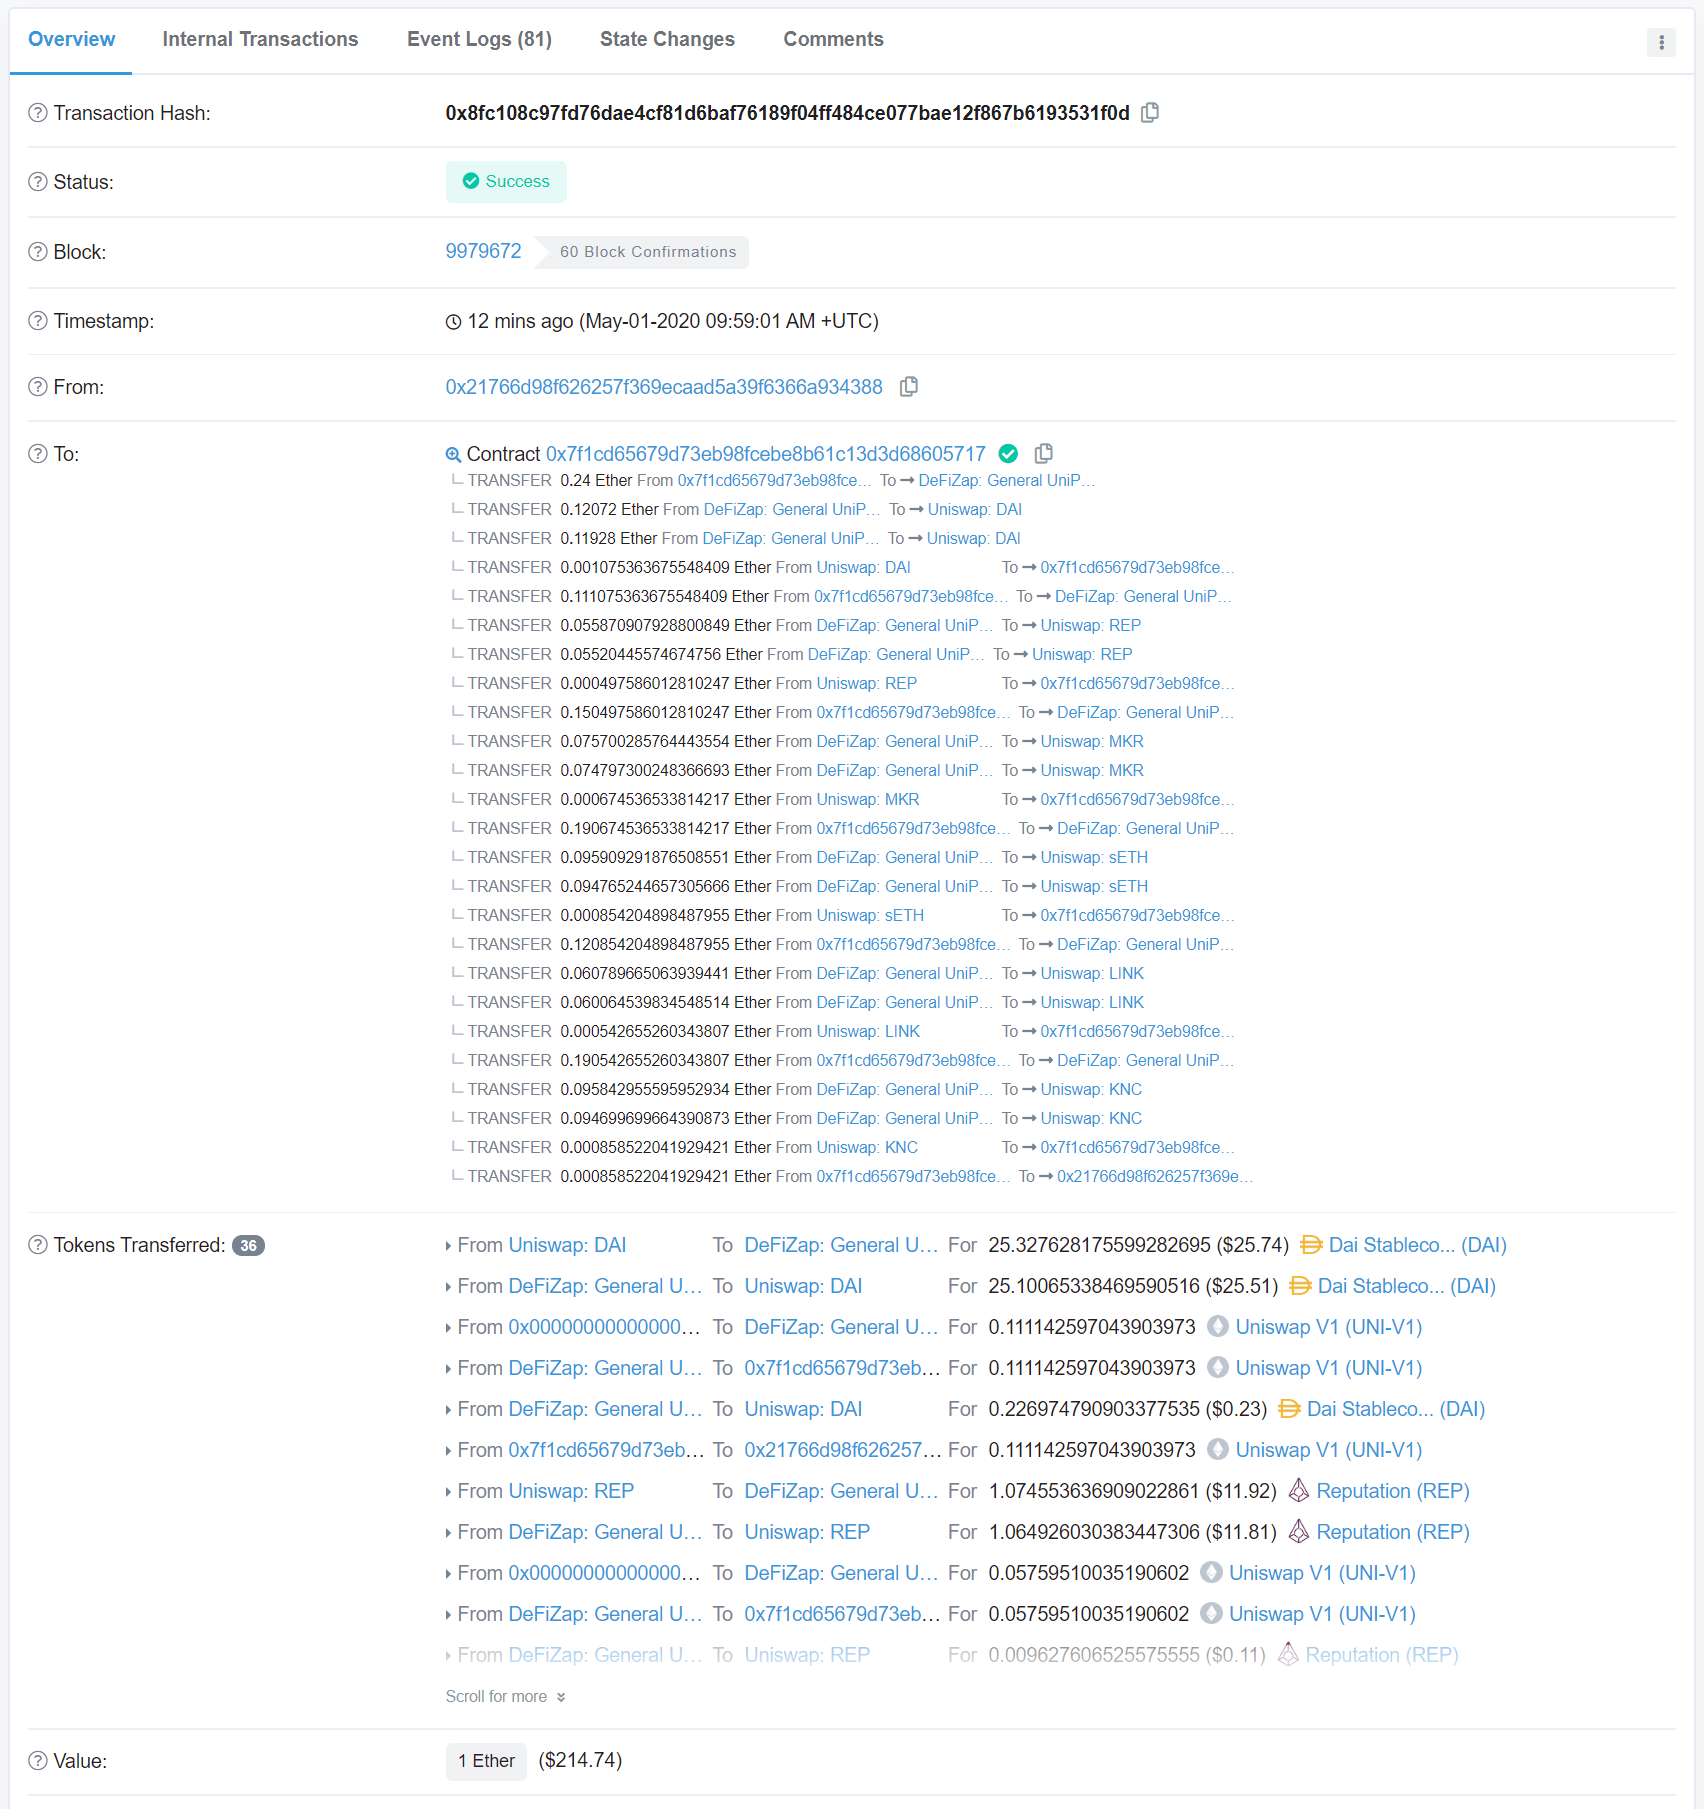 Overview Internal Transactions Event Logs (81) State Changes Comments
Transaction Hash: 0x8fc108c97fd76dae4cf81d6baf76189f04ff484ce077bae12f867b6193531f0d
Status: Success
Block: 9979672 60 Block Confirmations
Timestamp: 12 mins ago (May-01-2020 09:59:01 AM +UTC)
From: 0x21766d98f626257f369ecaad5a39f6366a934388
To: Contract 0x7f1cd65679d73eb98fcebe8b61c13d3d68605717
TRANSFER 0.24 Ether From 0x7f1cd65679d73eb98fce... To → DeFiZap: General UniP...
TRANSFER 0.12072 Ether From DeFiZap: General UniP... To → Uniswap: DAI
TRANSFER 0.11928 Ether From DeFiZap: General UniP... To → Uniswap: DAI
TRANSFER 0.001075363675548409 Ether From Uniswap: DAI To → 0x7f1cd65679d73eb98fce...
TRANSFER 0.111075363675548409 Ether From 0x7f1cd65679d73eb98fce... To → DeFiZap: General UniP...
TRANSFER 0.055870907928800849 Ether From DeFiZap: General UniP... To → Uniswap: REP
TRANSFER 0.05520445574674756 Ether From DeFiZap: General UniP... To → Uniswap: REP
TRANSFER 0.000497586012810247 Ether From Uniswap: REP To → 0x7f1cd65679d73eb98fce...
TRANSFER 0.150497586012810247 Ether From 0x7f1cd65679d73eb98fce... To → DeFiZap: General UniP...
TRANSFER 0.075700285764443554 Ether From DeFiZap: General UniP... To → Uniswap: MKR
TRANSFER 0.074797300248366693 Ether From DeFiZap: General UniP... To → Uniswap: MKR
TRANSFER 0.000674536533814217 Ether From Uniswap: MKR To → 0x7f1cd65679d73eb98fce...
TRANSFER 0.190674536533814217 Ether From 0x7f1cd65679d73eb98fce... To → DeFiZap: General UniP...
TRANSFER 0.095909291876508551 Ether From DeFiZap: General UniP... To → Uniswap: sETH
TRANSFER 0.094765244657305666 Ether From DeFiZap: General UniP... To → Uniswap: sETH
TRANSFER 0.000854204898487955 Ether From Uniswap: sETH To → 0x7f1cd65679d73eb98fce...
TRANSFER 0.120854204898487955 Ether From 0x7f1cd65679d73eb98fce... To → DeFiZap: General UniP...
TRANSFER 0.060789665063939441 Ether From DeFiZap: General UniP... To → Uniswap: LINK
TRANSFER 0.060064539834548514 Ether From DeFiZap: General UniP... To → Uniswap: LINK
TRANSFER 0.000542655260343807 Ether From Uniswap: LINK To → 0x7f1cd65679d73eb98fce...
TRANSFER 0.190542655260343807 Ether From 0x7f1cd65679d73eb98fce... To → DeFiZap: General UniP...
TRANSFER 0.095842955595952934 Ether From DeFiZap: General UniP... To → Uniswap: KNC
TRANSFER 0.094699699664390873 Ether From DeFiZap: General UniP... To → Uniswap: KNC
TRANSFER 0.000858522041929421 Ether From Uniswap: KNC To → 0x7f1cd65679d73eb98fce...
TRANSFER 0.000858522041929421 Ether From 0x7f1cd65679d73eb98fce... To → 0x21766d98f626257f369e...
Tokens Transferred: 36 From Uniswap: DAI To DeFiZap: General U... For 25.327628175599282695 ($25.74) Dai Stableco... (DAI)
From DeFiZap: General U... To Uniswap: DAI For 25.10065338469590516 ($25.51) Dai Stableco... (DAI)
From 0x00000000000000... To DeFiZap: General U... For 0.111142597043903973 Uniswap V1 (UNI-V1)
From DeFiZap: General U... To 0x7f1cd65679d73eb... For 0.111142597043903973 Uniswap V1 (UNI-V1)
From DeFiZap: General U... To Uniswap: DAI For 0.226974790903377535 ($0.23) Dai Stableco... (DAI)
From 0x7f1cd65679d73eb... To 0x21766d98f626257... For 0.111142597043903973 Uniswap V1 (UNI-V1)
From Uniswap: REP To DeFiZap: General U... For 1.074553636909022861 ($11.92) Reputation (REP)
From DeFiZap: General U... To Uniswap: REP For 1.064926030383447306 ($11.81) Reputation (REP)
From 0x00000000000000... To DeFiZap: General U... For 0.05759510035190602 Uniswap V1 (UNI-V1)
From DeFiZap: General U... To 0x7f1cd65679d73eb... For 0.05759510035190602 Uniswap V1 (UNI-V1)
From DeFiZap: General U... To Uniswap: REP For 0.009627606525575555 ($0.11) Reputation (REP)
Scroll for more
Value: 1 Ether ($214.74)